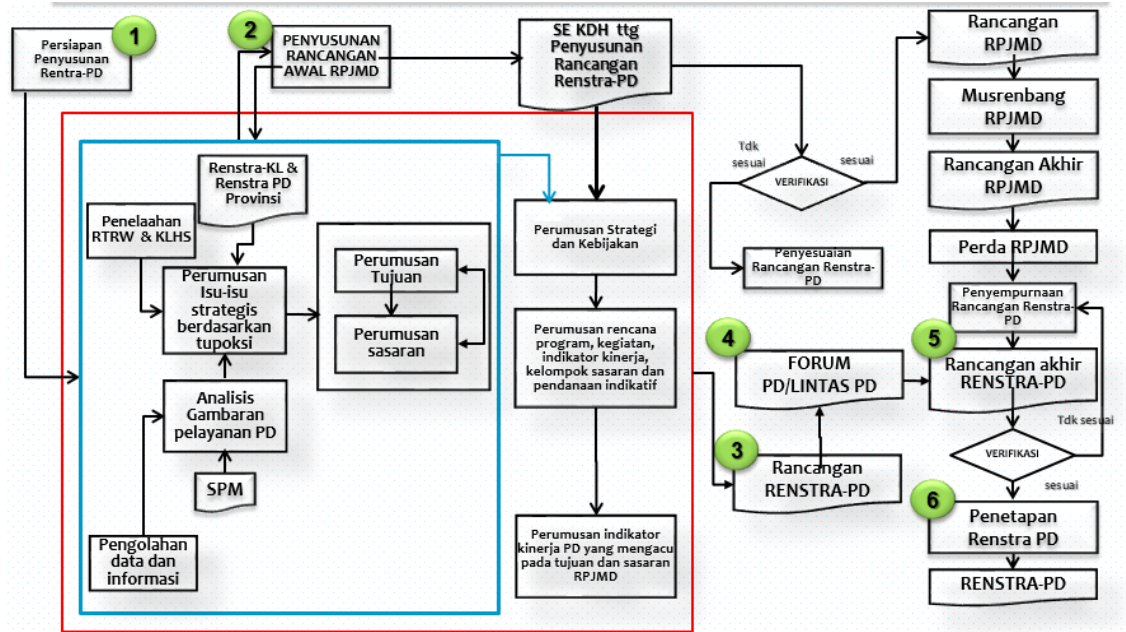 1
Persiapan
Penyusunan
Rentra-PD
2
PENYUSUNAN
RANCANGAN
AWAL RPJMD
SE KDH ttg
Penyusunan
Rancangan
Renstra-PD
Rancangan
RPJMD
Musrenbang
RPJMD
Rancangan Akhir
RPJMD
Perda RPJMD
Tdk
sesuai
sesuai
VERIFIKASI
Penyesuaian
Rancangan Renstra-
PD
Renstra-KL &
Renstra PD
Provinsi
Penelaahan
RTRW & KLHS
Perumusan
Isu-isu
strategis
berdasarkan
tupoksi
Perumusan
Tujuan
Perumusan
sasaran
Analisis
Gambaran
pelayanan PD
SPM
Pengolahan
data dan
informasi
Perumusan Strategi
dan Kebijakan
Perumusan rencana
program, kegiatan,
indikator kinerja,
kelompok sasaran dan
pendanaan indikatif
Perumusan indikator
kinerja PD yang mengacu
pada tujuan dan sasaran
RPJMD
3
Rancangan
RENSTRA-PD
4
FORUM
PD/LINTAS PD
Penyempurnaan
Rancangan Renstra-
PD
5
Rancangan akhir
RENSTRA-PD
Tdk sesuai
VERIFIKASI
sesuai
6
Penetapan
Renstra PD
RENSTRA-PD